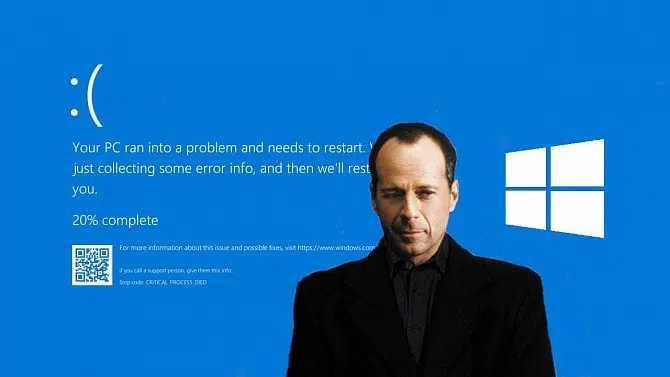 :(
Your PC ran into a problem and needs to restart.
just collecting some error info, and then we'll
you.
20% complete
For more information about this issue and possible fixes, visit https://www.windows.com
If you call a support person, give them this info:
Stop code: CRITICAL_PROCESS_DIED